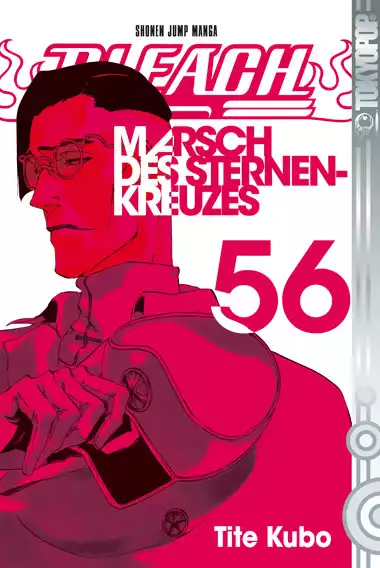 SHONEN JUMP MANGA
BLEACH
TOKYOPOP
MARSCH
DES STERNEN-
KREUZES
56
Tite Kubo